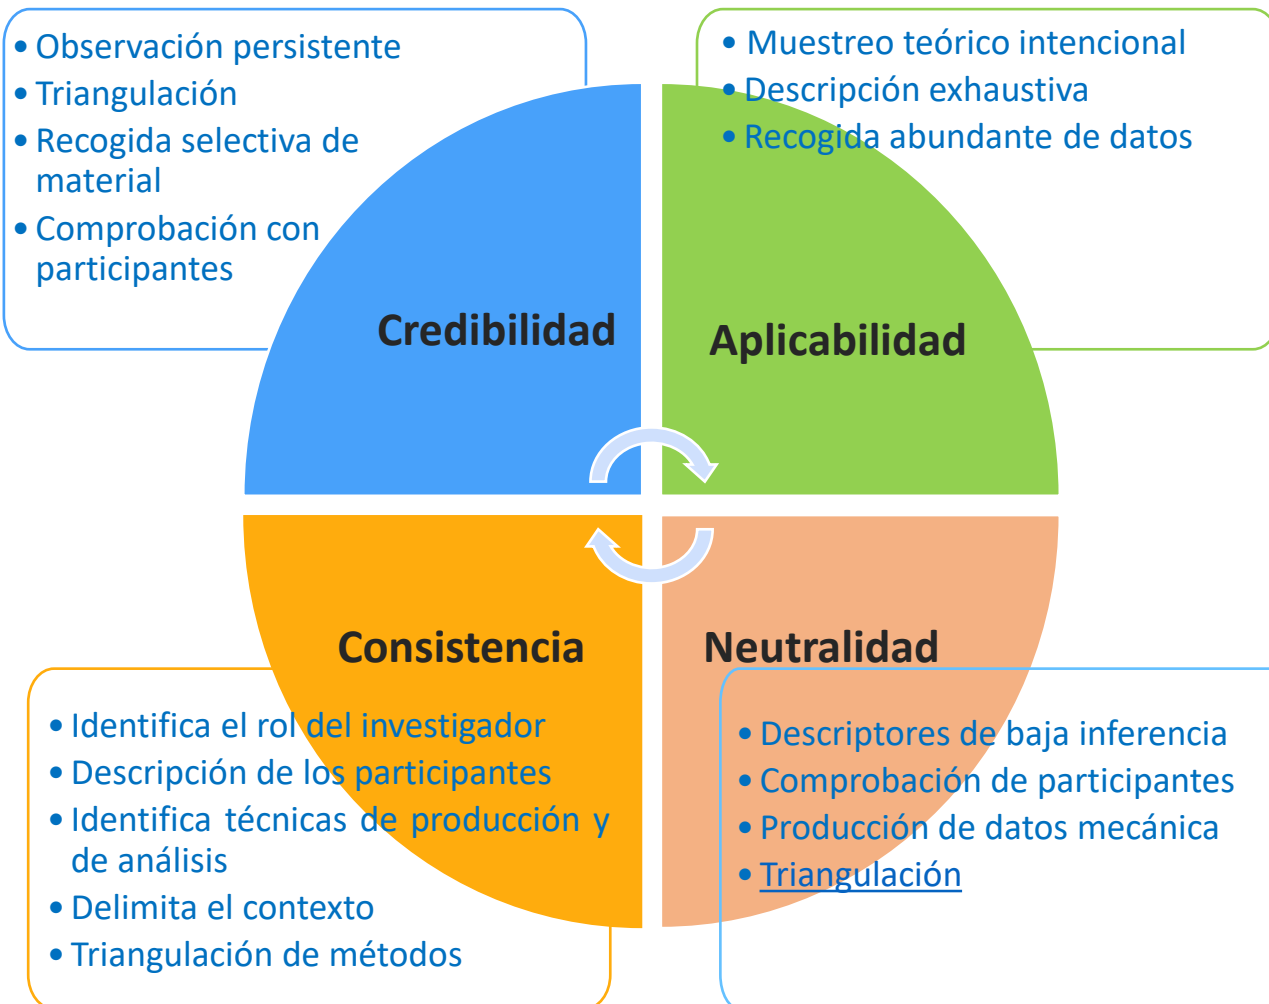 • Observación persistente
• Triangulación
• Recogida selectiva de
material
• Comprobación con
participantes
Credibilidad
• Muestreo teórico intencional
• Descripción exhaustiva
• Recogida abundante de datos
Aplicabilidad
Consistencia
• Identifica el rol del investigador
• Descripción de los participantes
• Identifica técnicas de producción y
de análisis
• Delimita el contexto
• Triangulación de métodos
Neutralidad
• Descriptores de baja inferencia
• Comprobación de participantes
• Producción de datos mecánica
• Triangulación